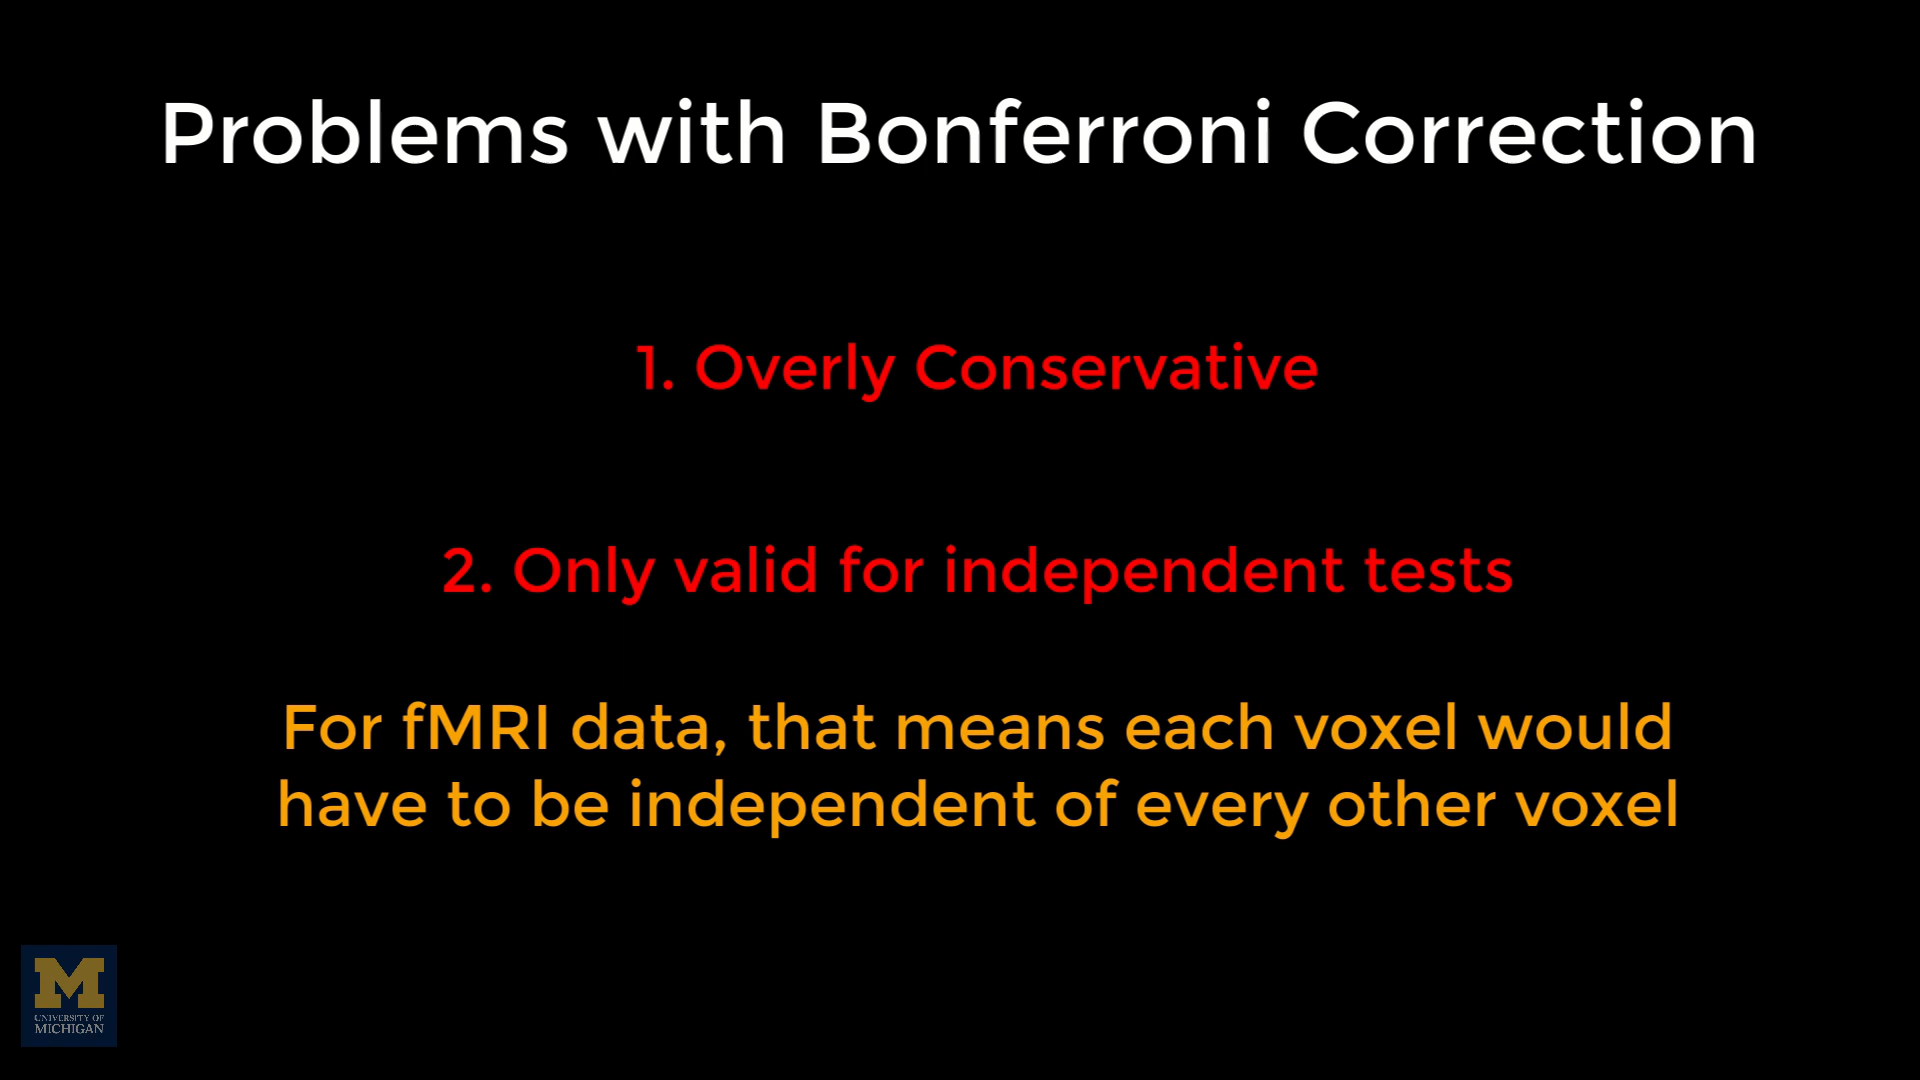 Problems with Bonferroni Correction
1. Overly Conservative
2. Only valid for independent tests
For fMRI data, that means each voxel would
have to be independent of every other voxel
M
UNIVERSITY OF
MICHIGAN